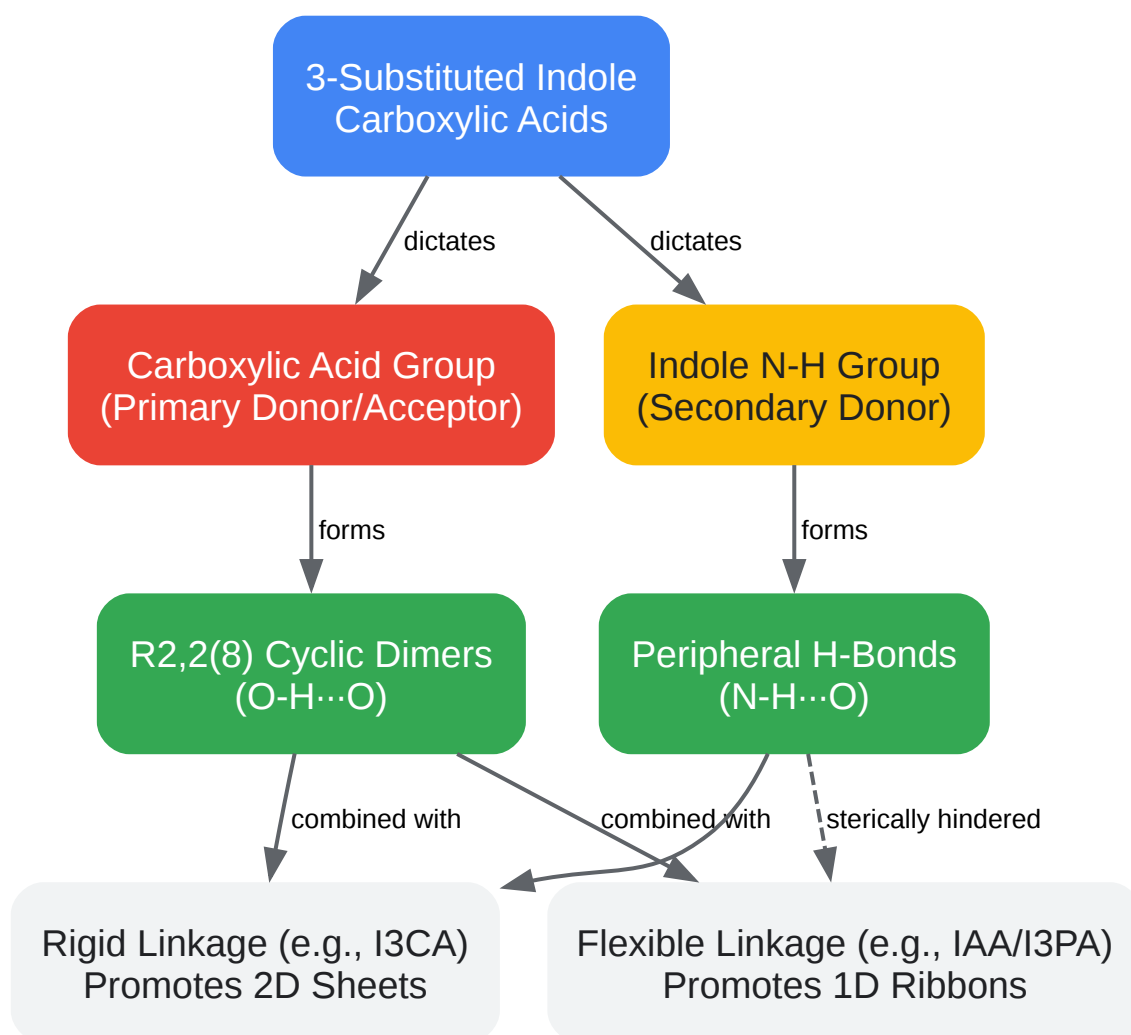 3-Substituted Indole
Carboxylic Acids
dictates
dictates
Carboxylic Acid Group
(Primary Donor/Acceptor)
Indole N-H Group
(Secondary Donor)
forms
forms
R2,2(8) Cyclic Dimers
(O-H···O)
Peripheral H-Bonds
(N-H···O)
combined with
combined with
sterically hindered
Rigid Linkage (e.g., I3CA)
Promotes 2D Sheets
Flexible Linkage (e.g., IAA/I3PA)
Promotes 1D Ribbons